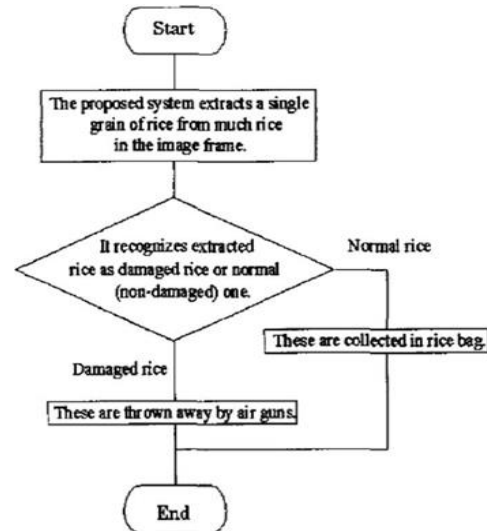 Start
The proposed system extracts a single
grain of rice from much rice
in the image frame.
It recognizes extracted
rice as damaged rice or normal
(non-damaged) one.
Normal rice
These are collected in rice bag.
Damaged rice
These are thrown away by air guns.
End